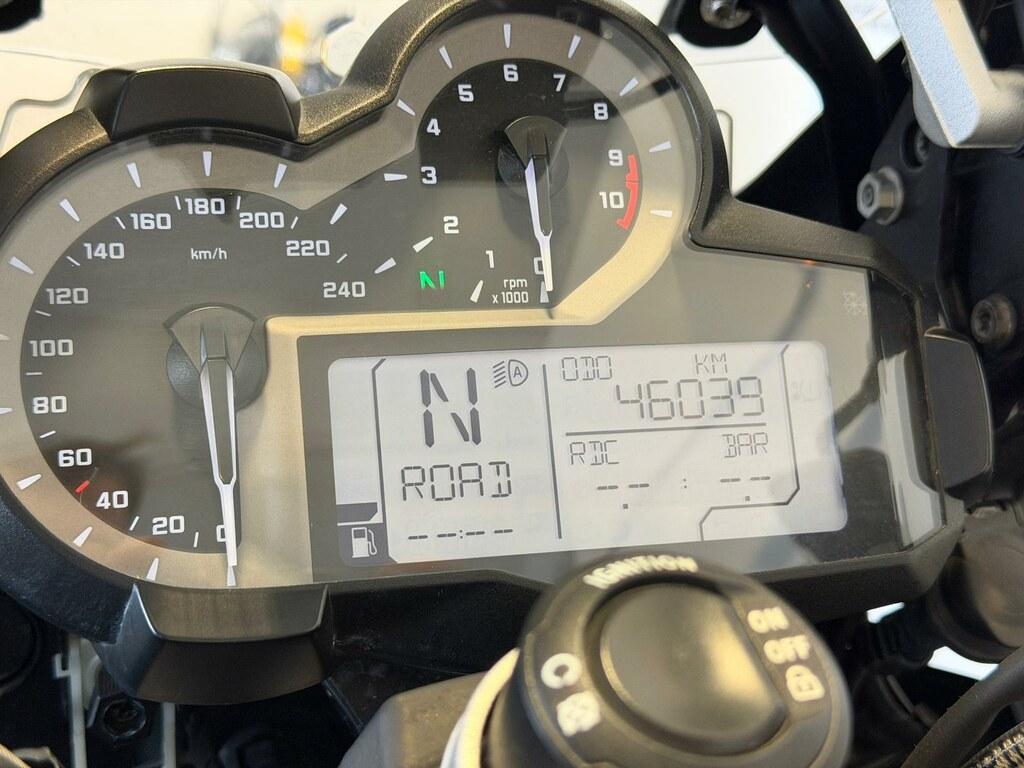 6
5
7
4
8
3
9
2
10
1
0
rpm
x 1000
N
180
160
200
140
km/h
220
120
240
100
80
60
40
20
0
N
A
ROAD
-- --:-- --
ODO KM
46039
RDC BAR
-- -- : -- --
IGNITION
ON
OFF